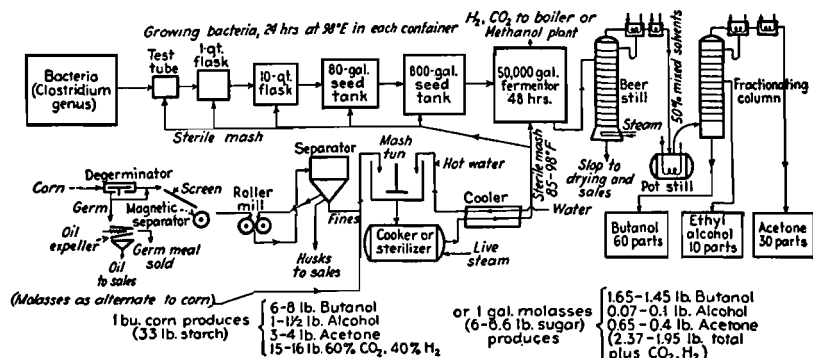 Growing bacteria, 24 hrs at 98°F in each container
H₂, CO₂ to boiler or
Methanol plant
Bacteria
(Clostridium
genus)
Test
tube
1-qt.
flask
10-qt.
flask
80-gal.
seed
tank
800-gal.
seed
tank
50,000 gal.
fermentor
48 hrs.
Beer
still
50% mixed solvents
Fractionating
column
Steam
Sterile mash
Sterile mash
85-98°F
Slop to
drying and
sales
Pot still
Degerminator
Corn
Screen
Germ
Magnetic
separator
Oil
expeller
Oil
to sales
Germ meal
sold
Roller
mill
Separator
Fines
Husks
to sales
Mash
tun
Hot water
Cooler
Water
Cooker or
sterilizer
Live
steam
Butanol
60 parts
Ethyl
alcohol
10 parts
Acetone
30 parts
(Molasses as alternate to corn)
1 bu. corn produces
(33 lb. starch)
6-8 lb. Butanol
1-1½ lb. Alcohol
3-4 lb. Acetone
15-16 lb. 60% CO₂, 40% H₂
or 1 gal. molasses
(6-8.6 lb. sugar)
produces
1.65-1.45 lb. Butanol
0.07-0.1 lb. Alcohol
0.65-0.4 lb. Acetone
(2.37-1.95 lb. total
plus CO₂, H₂)